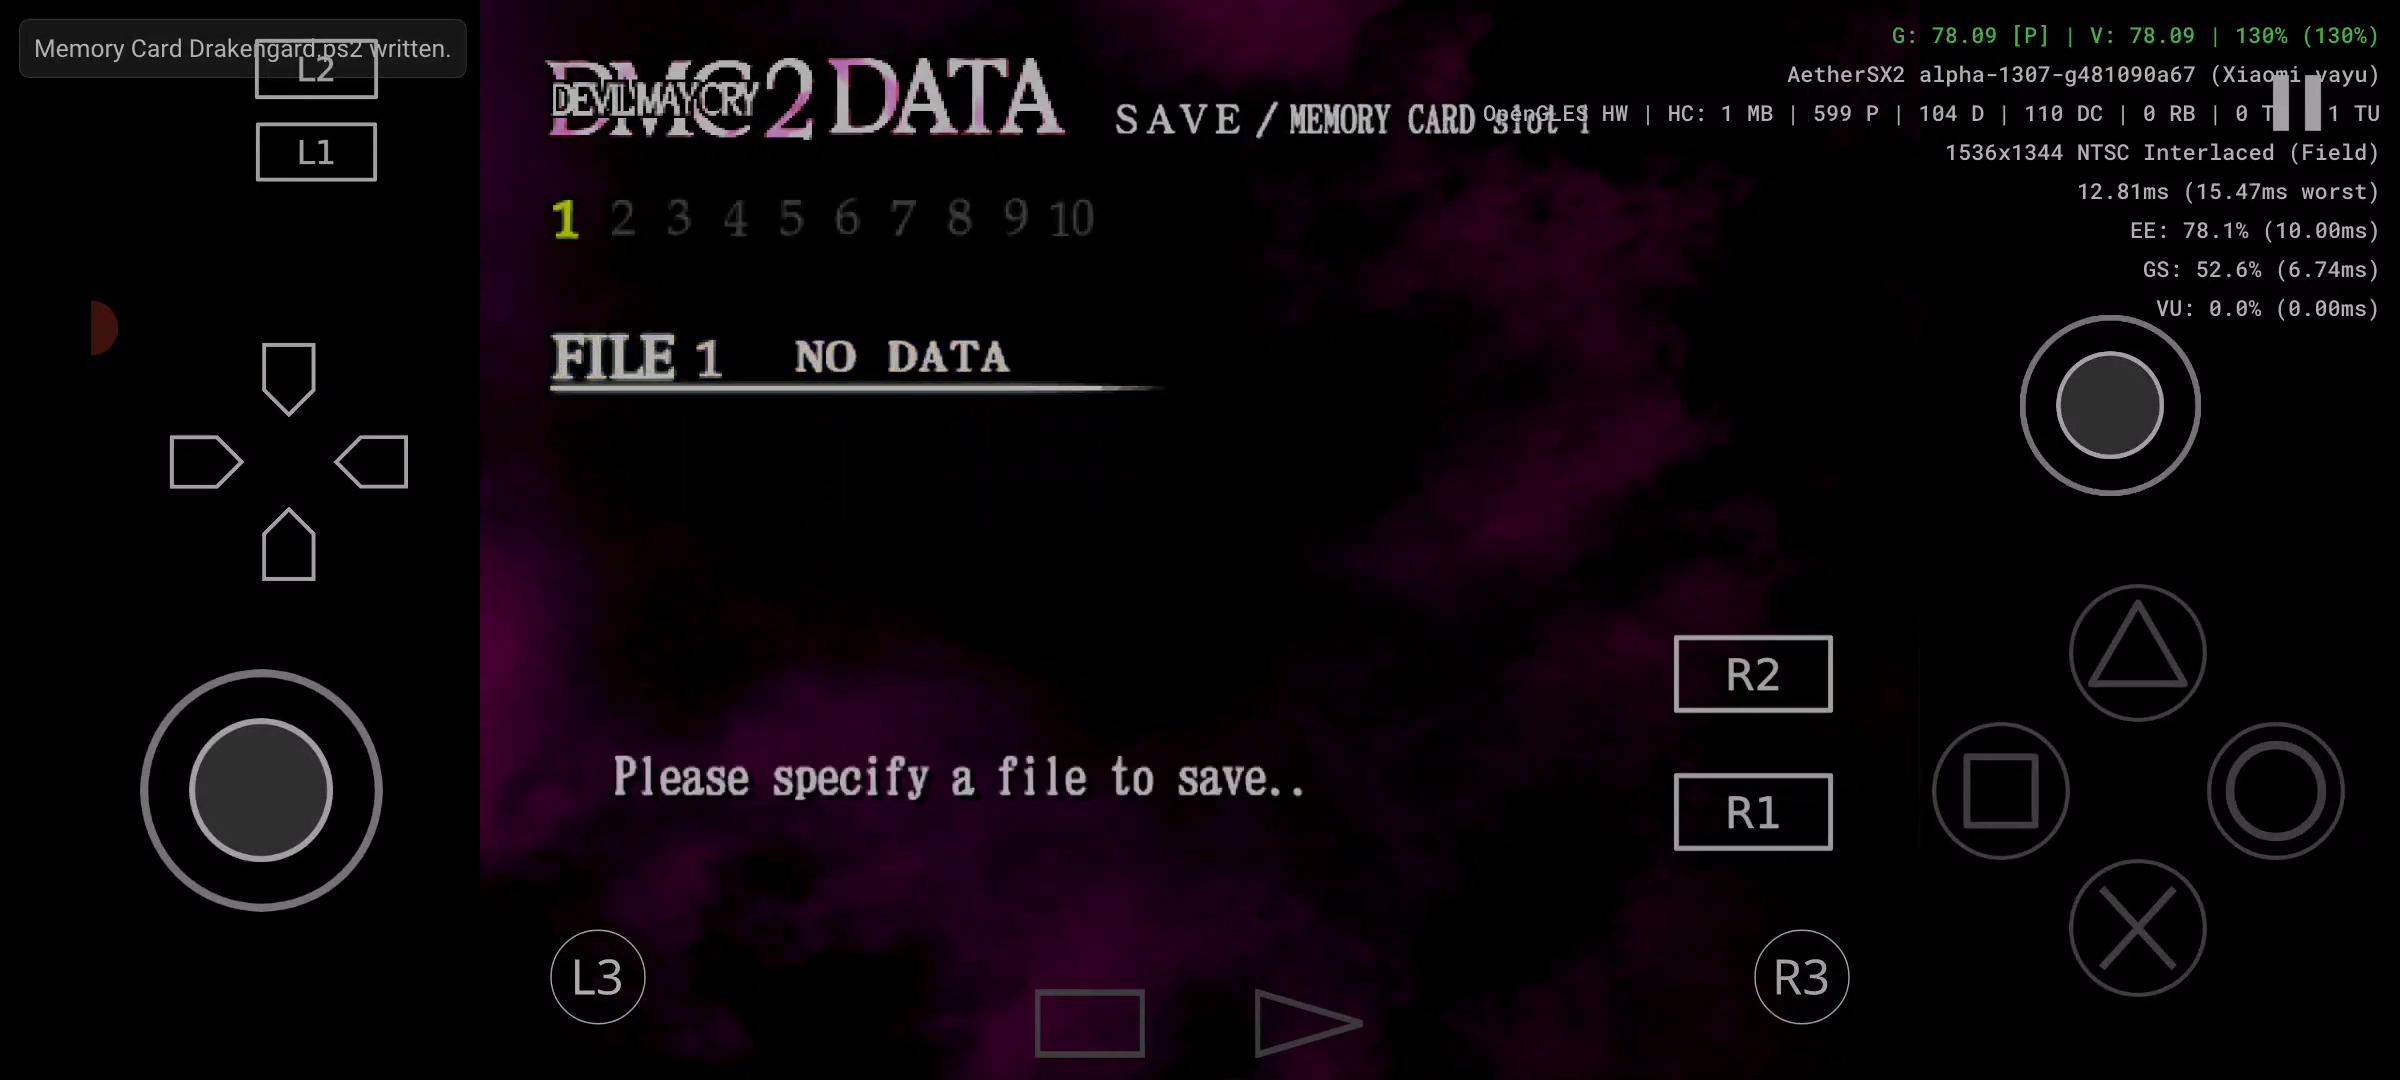 Memory Card Drakengard.ps2 written.
L2
L1
DMC2 DATA
DEVIL MAY CRY
SAVE / MEMORY CARD slot 1
G: 78.09 [P] | V: 78.09 | 130% (130%)
AetherSX2 alpha-1307-g481090a67 (Xiaomi vayu)
OpenGLES HW | HC: 1 MB | 599 P | 104 D | 110 DC | 0 RB | 0 T 1 TU
1536x1344 NTSC Interlaced (Field)
12.81ms (15.47ms worst)
EE: 78.1% (10.00ms)
GS: 52.6% (6.74ms)
VU: 0.0% (0.00ms)
1 2 3 4 5 6 7 8 9 10
FILE 1 NO DATA
Please specify a file to save..
R2
R1
L3
R3